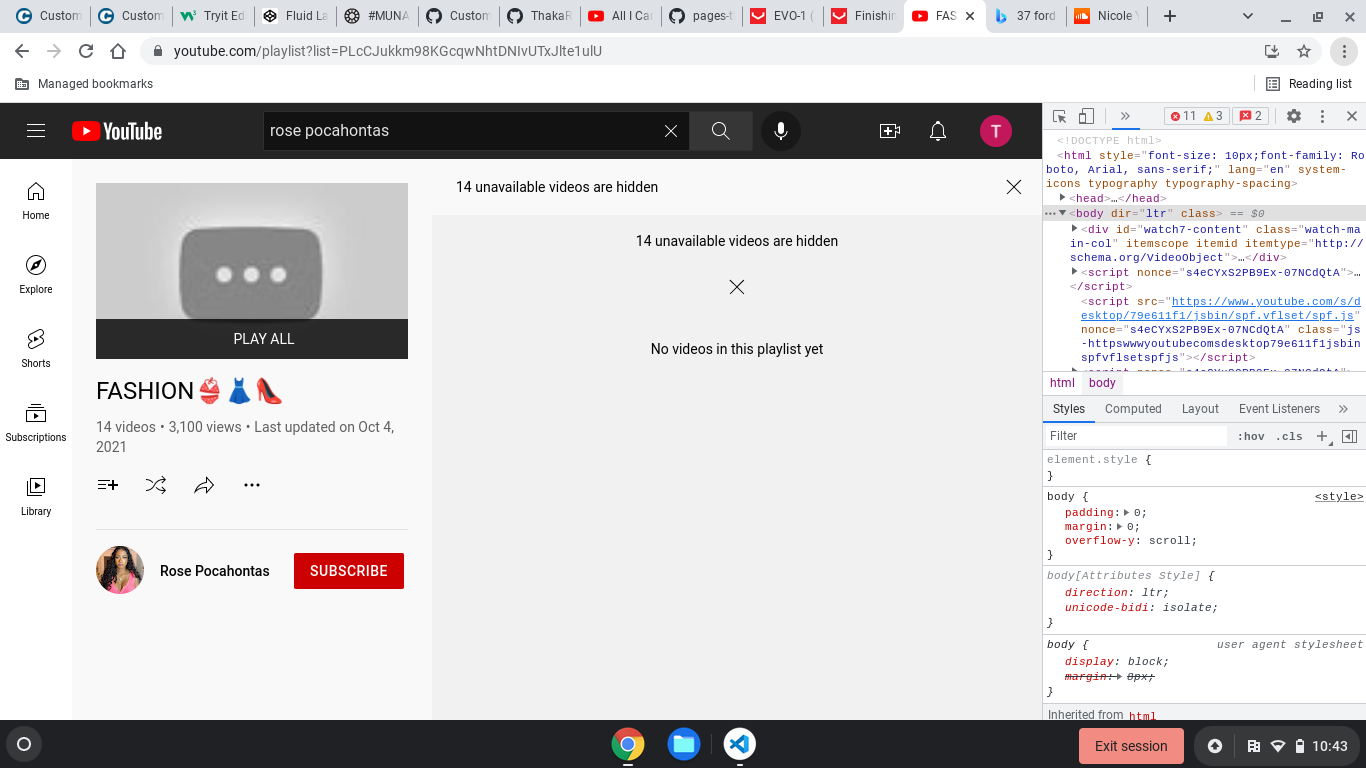 Custom
Custom
Tryit Ed
Fluid La
#MUNA
Custom
ThakaR
All I Car
pages-t
EVO-1 (
Finishin
FAS
37 ford
Nicole Y
youtube.com/playlist?list=PLcCJukkm98KGcqwNhtDNIvUTxJlte1ulU
Managed bookmarks
Reading list
YouTube
rose pocahontas
T
Home
Explore
Shorts
Subscriptions
Library
PLAY ALL
FASHION👙👗👠
14 videos • 3,100 views • Last updated on Oct 4,
2021
Rose Pocahontas
SUBSCRIBE
14 unavailable videos are hidden
14 unavailable videos are hidden
No videos in this playlist yet
11 3 2
<!DOCTYPE html>
<html style="font-size: 10px;font-family: Ro
boto, Arial, sans-serif;" lang="en" system-
icons typography typography-spacing>
<head>…</head>
<body dir="ltr" class> == $0
<div id="watch7-content" class="watch-ma
in-col" itemscope itemid itemtype="http://
schema.org/VideoObject">…</div>
<script nonce="s4eCYxS2PB9Ex-07NCdQtA">…
</script>
<script src="https://www.youtube.com/s/d
esktop/79e611f1/jsbin/spf.vflset/spf.js"
nonce="s4eCYxS2PB9Ex-07NCdQtA" class="js
-httpswwwyoutubecomsdesktop79e611f1jsbin
spfvflsetspfjs"></script>
html body
Styles Computed Layout Event Listeners
Filter :hov .cls
element.style {
}
body { <style>
padding: 0;
margin: 0;
overflow-y: scroll;
}
body[Attributes Style] {
direction: ltr;
unicode-bidi: isolate;
}
body { user agent stylesheet
display: block;
margin: 8px;
}
Inherited from html
Exit session
10:43